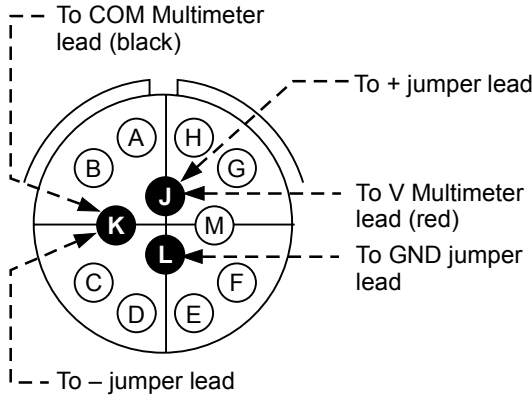 To COM Multimeter
lead (black)
To + jumper lead
A
H
B
G
J
To V Multimeter
lead (red)
K
M
L
To GND jumper
lead
C
F
D
E
To – jumper lead